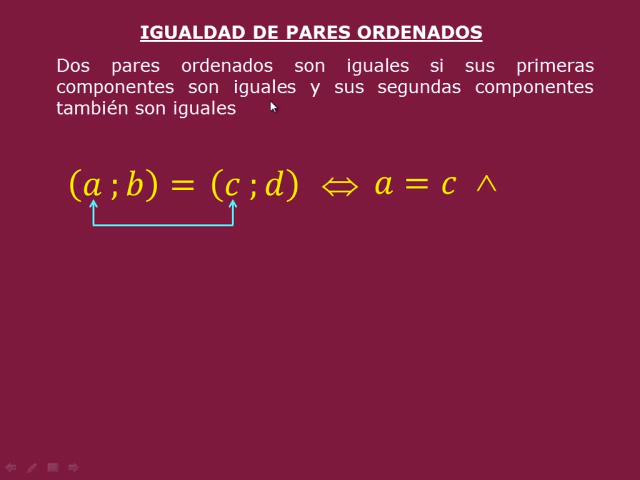 IGUALDAD DE PARES ORDENADOS
Dos pares ordenados son iguales si sus primeras
componentes son iguales y sus segundas componentes
también son iguales
(a ; b) = (c ; d) ⟺ a = c ∧